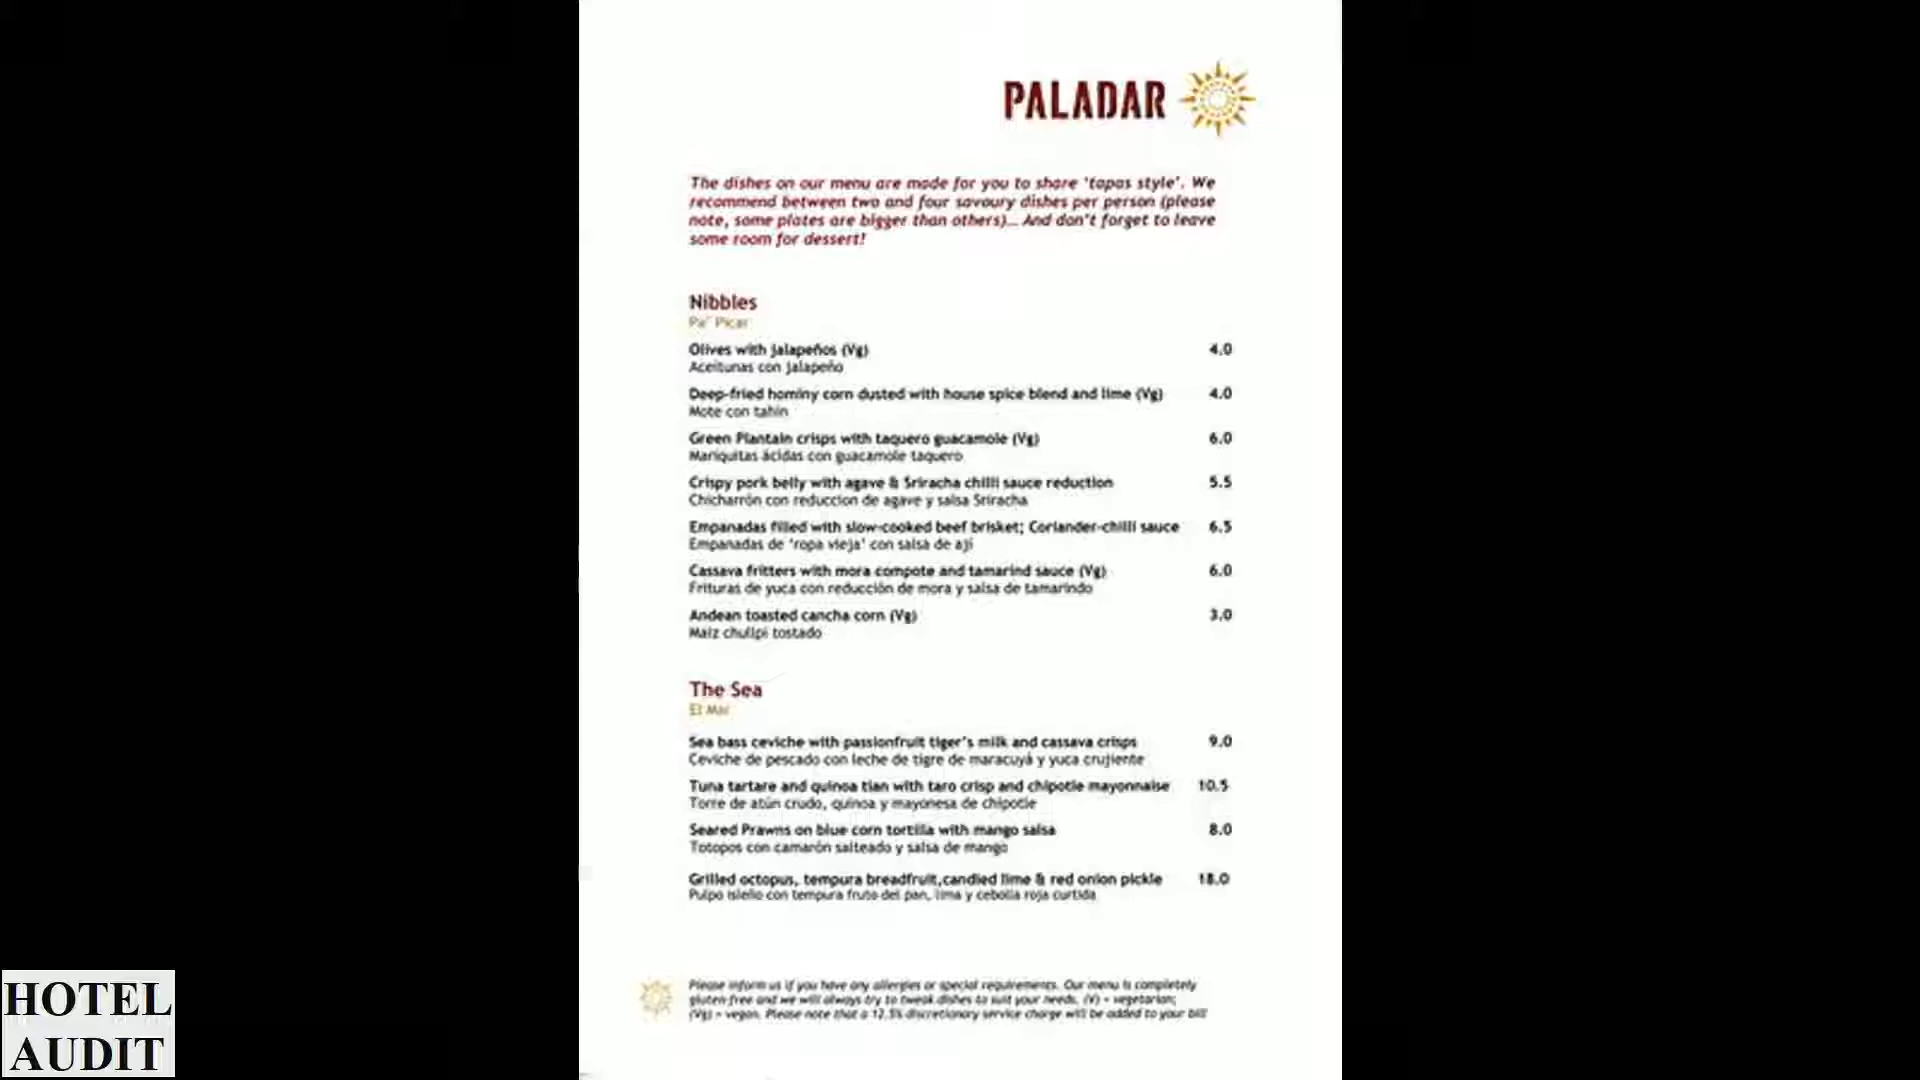 PALADAR
The dishes on our menu are made for you to share ‘tapas style’. We
recommend between two and four savoury dishes per person (please
note, some plates are bigger than others)… And don’t forget to leave
some room for dessert!
Nibbles
Pa’ Picar
Olives with jalapeños (Vg) 4.0
Aceitunas con jalapeño
Deep-fried hominy corn dusted with house spice blend and lime (Vg) 4.0
Mote con tahin
Green Plantain crisps with taquero guacamole (Vg) 6.0
Mariquitas ácidas con guacamole taquero
Crispy pork belly with agave & Sriracha chilli sauce reduction 5.5
Chicharrón con reduccion de agave y salsa Sriracha
Empanadas filled with slow-cooked beef brisket; Coriander-chilli sauce 6.5
Empanadas de ‘ropa vieja’ con salsa de ají
Cassava fritters with mora compote and tamarind sauce (Vg) 6.0
Frituras de yuca con reducción de mora y salsa de tamarindo
Andean toasted cancha corn (Vg) 3.0
Maíz chullpi tostado
The Sea
El Mar
Sea bass ceviche with passionfruit tiger’s milk and cassava crisps 9.0
Ceviche de pescado con leche de tigre de maracuyá y yuca crujiente
Tuna tartare and quinoa tian with taro crisp and chipotle mayonnaise 10.5
Torre de atún crudo, quinoa y mayonesa de chipotle
Seared Prawns on blue corn tortilla with mango salsa 8.0
Totopos con camarón salteado y salsa de mango
Grilled octopus, tempura breadfruit,candied lime & red onion pickle 18.0
Pulpo isleño con tempura fruto del pan, lima y cebolla roja curtida
Please inform us if you have any allergies or special requirements. Our menu is completely
gluten free and we will always try to tweak dishes to suit your needs. (V) = vegetarian;
(Vg) = vegan. Please note that a 12.5% discretionary service charge will be added to your bill
HOTEL
AUDIT